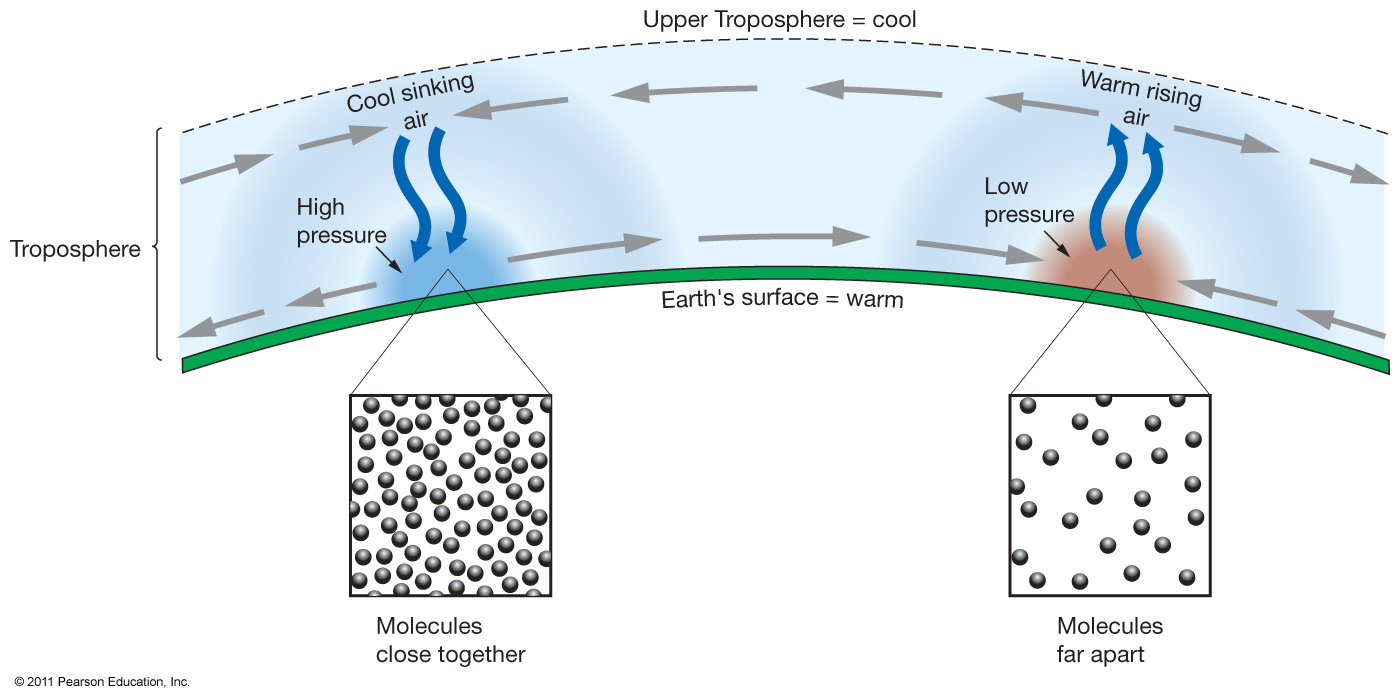 Upper Troposphere = cool
Cool sinking
air
Warm rising
air
High
pressure
Low
pressure
Troposphere
Earth's surface = warm
Molecules
close together
Molecules
far apart
© 2011 Pearson Education, Inc.